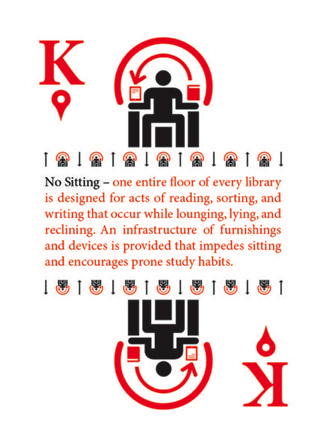 K
No Sitting – one entire floor of every library
is designed for acts of reading, sorting, and
writing that occur while lounging, lying, and
reclining. An infrastructure of furnishings
and devices is provided that impedes sitting
and encourages prone study habits.
K